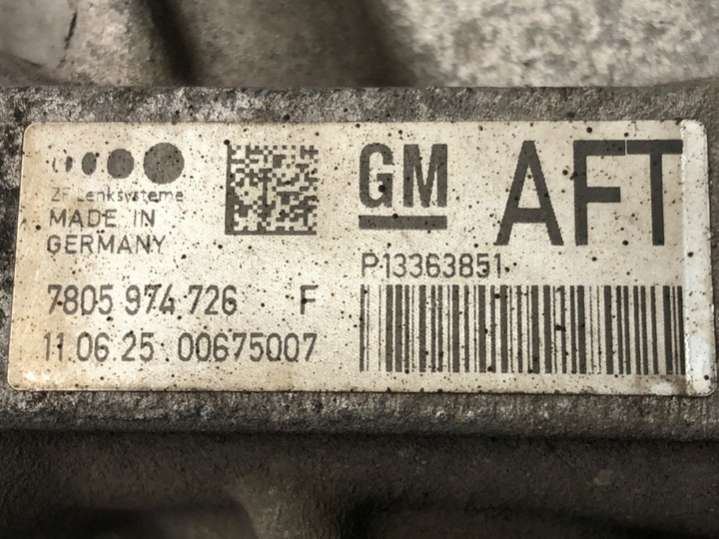 ZF Lenksysteme
MADE IN
GERMANY
7805 974 726 F
11.06.25 00675007
GM AFT
P13363851